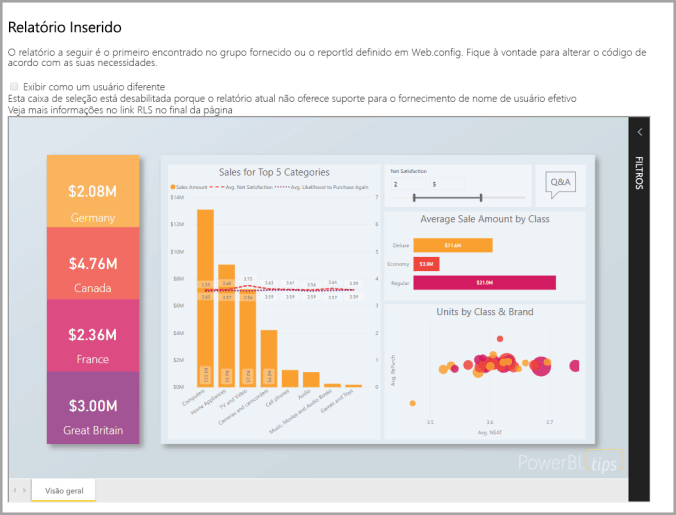 Relatório Inserido
O relatório a seguir é o primeiro encontrado no grupo fornecido ou o reportId definido em Web.config. Fique à vontade para alterar o código de
acordo com as suas necessidades.
Exibir como um usuário diferente
Esta caixa de seleção está desabilitada porque o relatório atual não oferece suporte para o fornecimento de nome de usuário efetivo
Veja mais informações no link RLS no final da página
FILTROS
$2.08M
Germany
$4.76M
Canada
$2.36M
France
$3.00M
Great Britain
Sales for Top 5 Categories
Sales Amount Avg. Net Satisfaction Avg. Likelihood to Purchase Again
$14M
$12M
$10M
$8M
$6M
$4M
$2M
$0M
7
6
5
4
3
2
1
0
Computers
Home Appliances
TV and Video
Cameras and camcorders
Cell phones
Audio
Music, Movies and Audio Books
Games and Toys
Net Satisfaction
2 5
Q&A
Average Sale Amount by Class
Deluxe $11.6M
Economy $3.8M
Regular $21.0M
Units by Class & Brand
Avg. RePurch
3.5 3.6 3.7
Avg. NSAT
PowerBI tips
Visão geral